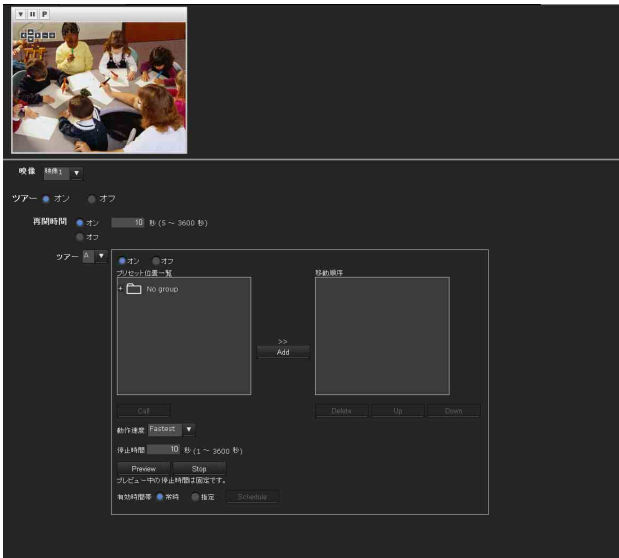 P
映像 映像1
ツアー オン オフ
再開時間 オン 10 秒 (5 ～ 3600 秒)
オフ
ツアー A オン オフ
プリセット位置一覧 移動順序
+ No group
>>
Add
Call Delete Up Down
動作速度 Fastest
停止時間 10 秒 (1 ～ 3600 秒)
Preview Stop
プレビュー中の停止時間は固定です。
有効時間帯 常時 指定 Schedule